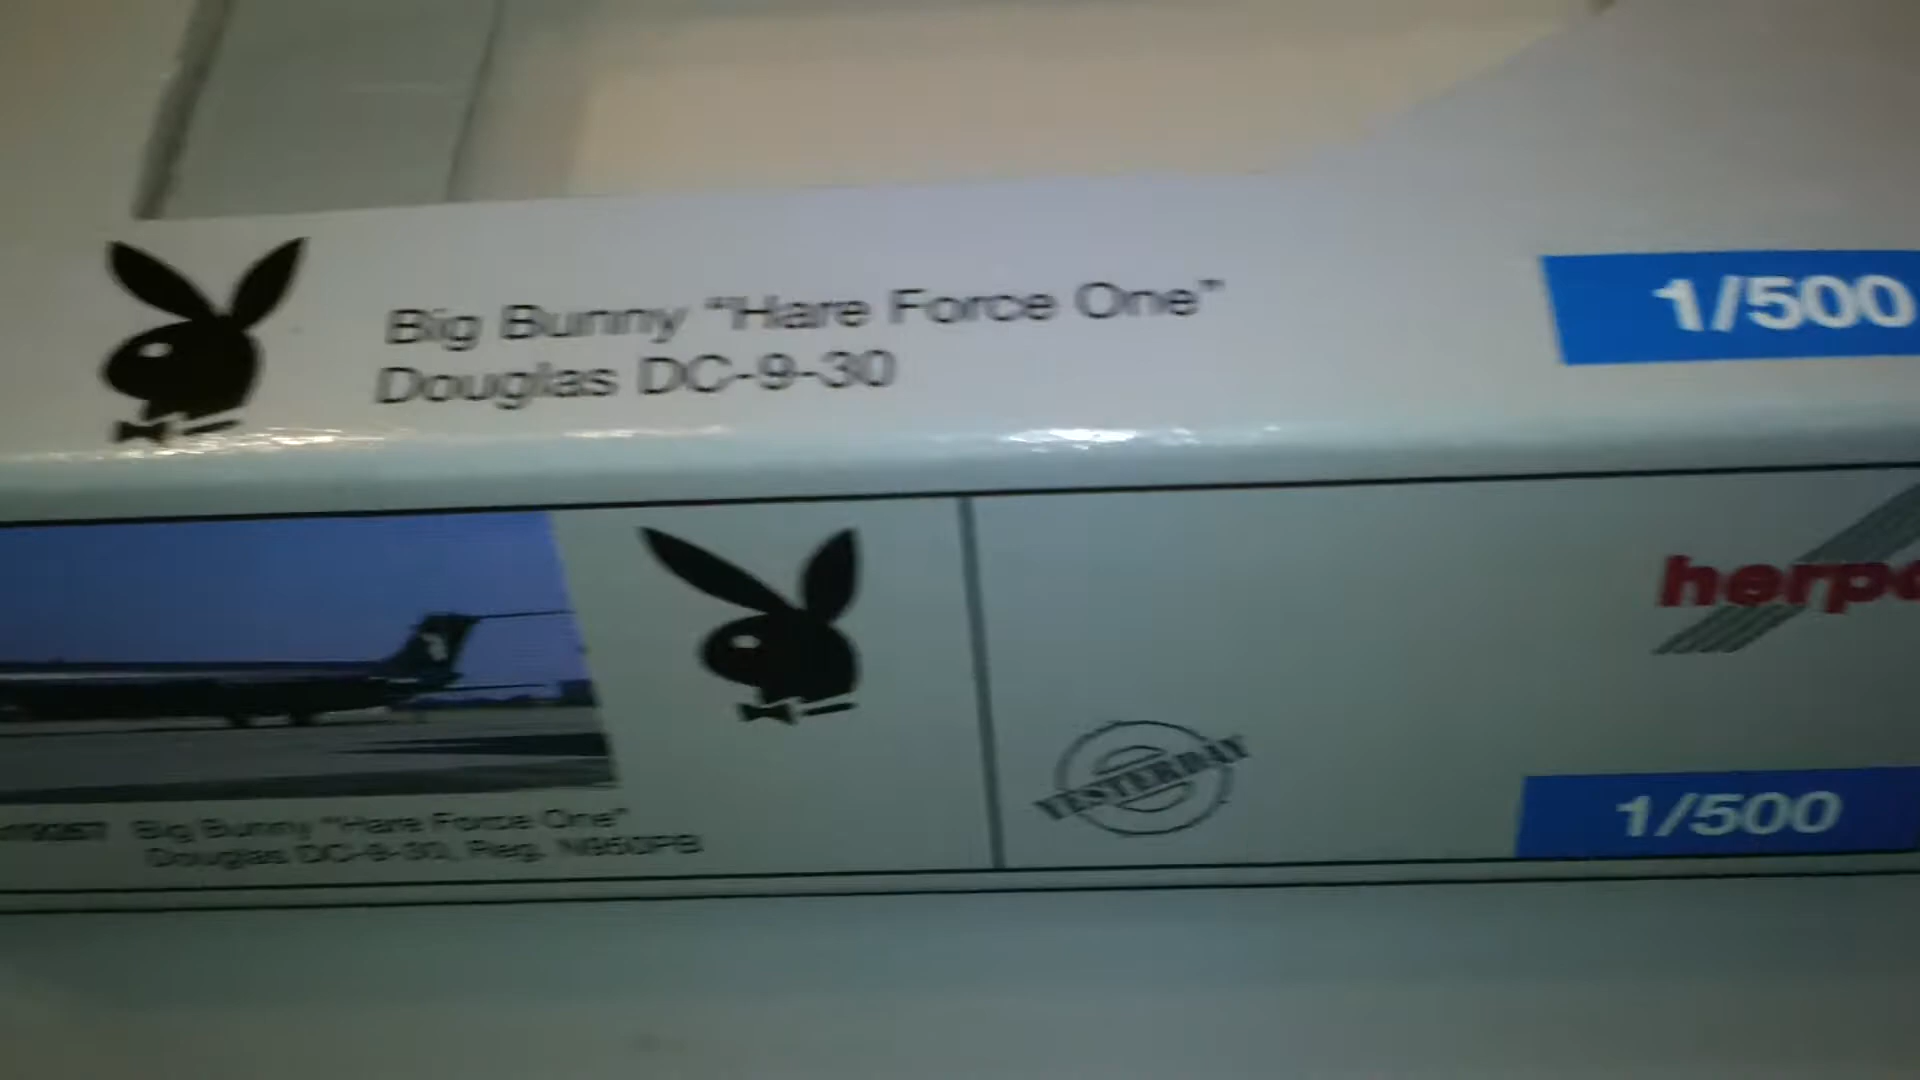 Big Bunny "Hare Force One"
Douglas DC-9-30
1/500
herpa
YESTERDAY
1/500
Big Bunny "Hare Force One"
Douglas DC-9-30, Reg. N950PB